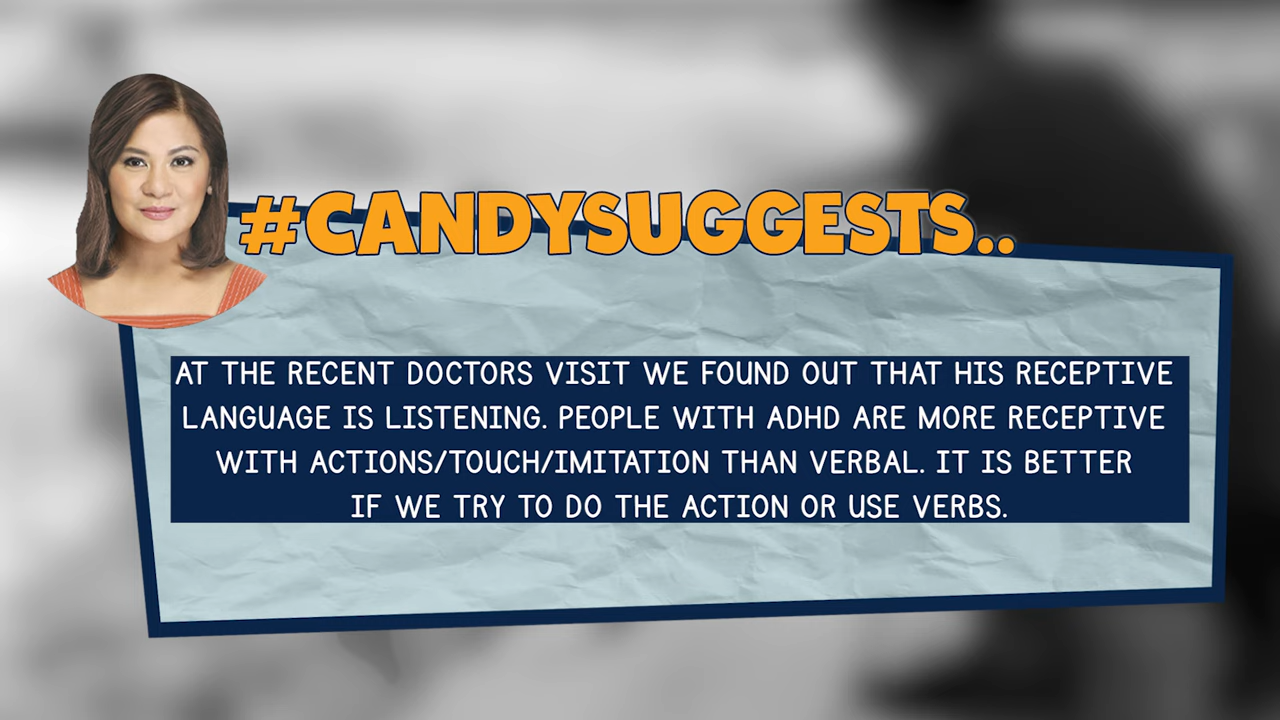 #CANDYSUGGESTS..
AT THE RECENT DOCTORS VISIT WE FOUND OUT THAT HIS RECEPTIVE
LANGUAGE IS LISTENING. PEOPLE WITH ADHD ARE MORE RECEPTIVE
WITH ACTIONS/TOUCH/IMITATION THAN VERBAL. IT IS BETTER
IF WE TRY TO DO THE ACTION OR USE VERBS.